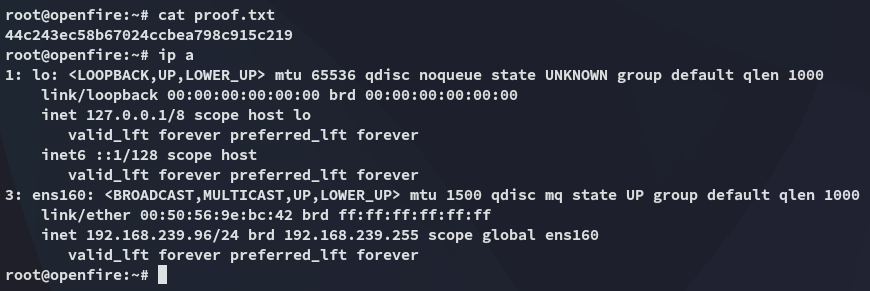 root@openfire:~# cat proof.txt
44c243ec58b67024ccbea798c915c219
root@openfire:~# ip a
1: lo: <LOOPBACK,UP,LOWER_UP> mtu 65536 qdisc noqueue state UNKNOWN group default qlen 1000
    link/loopback 00:00:00:00:00:00 brd 00:00:00:00:00:00
    inet 127.0.0.1/8 scope host lo
       valid_lft forever preferred_lft forever
    inet6 ::1/128 scope host
       valid_lft forever preferred_lft forever
3: ens160: <BROADCAST,MULTICAST,UP,LOWER_UP> mtu 1500 qdisc mq state UP group default qlen 1000
    link/ether 00:50:56:9e:bc:42 brd ff:ff:ff:ff:ff:ff
    inet 192.168.239.96/24 brd 192.168.239.255 scope global ens160
       valid_lft forever preferred_lft forever
root@openfire:~#